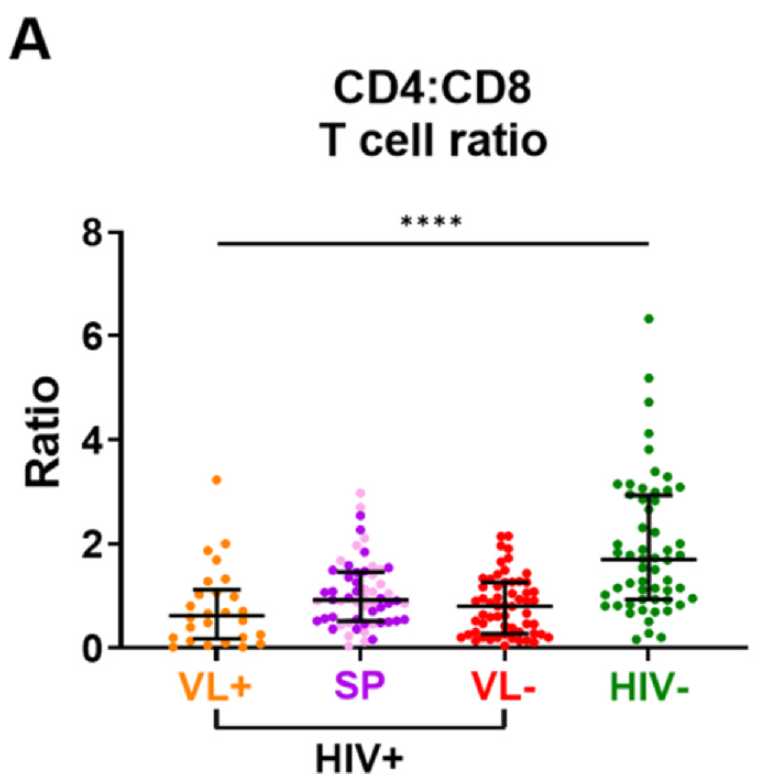 A
CD4:CD8
T cell ratio
****
8
6
4
2
0
Ratio
VL+ SP VL- HIV-
HIV+